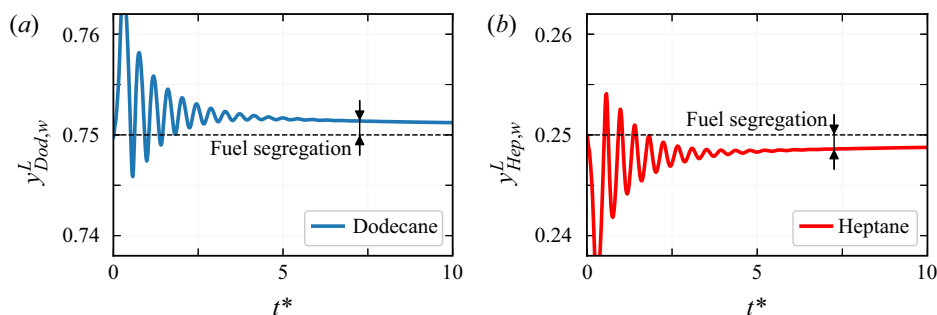 (a)
0.76
0.75
0.74
y^L_{Dod,w}
Fuel segregation
Dodecane
0
5
10
t*
(b)
0.26
0.25
0.24
y^L_{Hep,w}
Fuel segregation
Heptane
0
5
10
t*